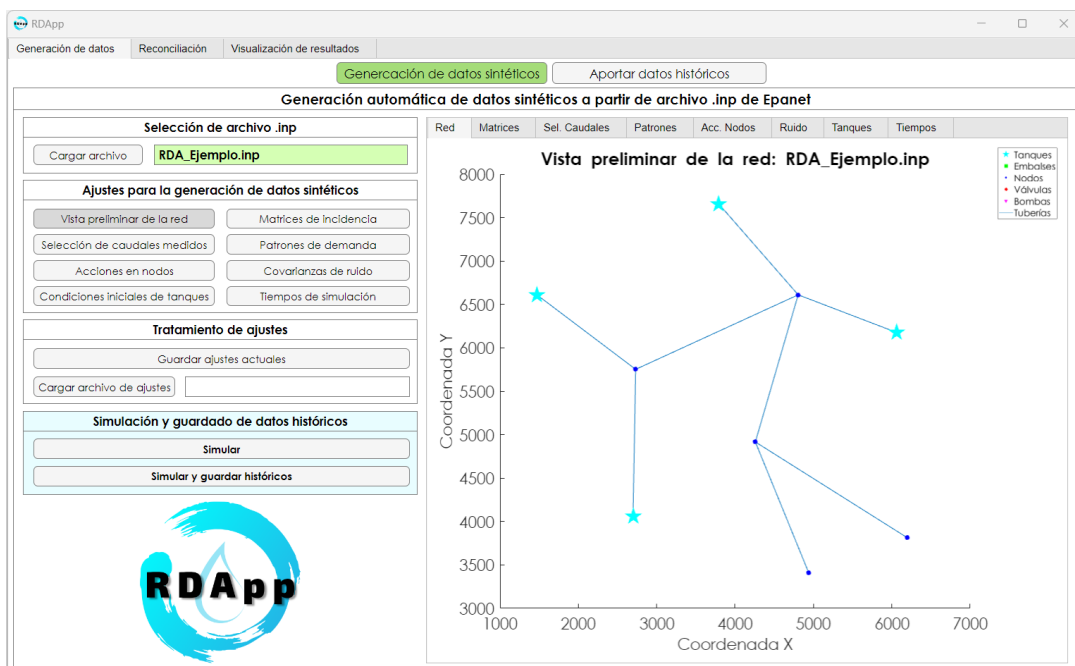 RDApp
Generación de datos Reconciliación Visualización de resultados
Genercación de datos sintéticos Aportar datos históricos
Generación automática de datos sintéticos a partir de archivo .inp de Epanet
Selección de archivo .inp
Cargar archivo RDA_Ejemplo.inp
Ajustes para la generación de datos sintéticos
Vista preliminar de la red Matrices de incidencia
Selección de caudales medidos Patrones de demanda
Acciones en nodos Covarianzas de ruido
Condiciones iniciales de tanques Tiempos de simulación
Tratamiento de ajustes
Guardar ajustes actuales
Cargar archivo de ajustes
Simulación y guardado de datos históricos
Simular
Simular y guardar históricos
RDApp
Red Matrices Sel. Caudales Patrones Acc. Nodos Ruido Tanques Tiempos
Vista preliminar de la red: RDA_Ejemplo.inp
Tanques
Embalses
Nodos
Válvulas
Bombas
Tuberías
8000
7500
7000
6500
6000
5500
5000
4500
4000
3500
3000
Coordenada Y
1000 2000 3000 4000 5000 6000 7000
Coordenada X